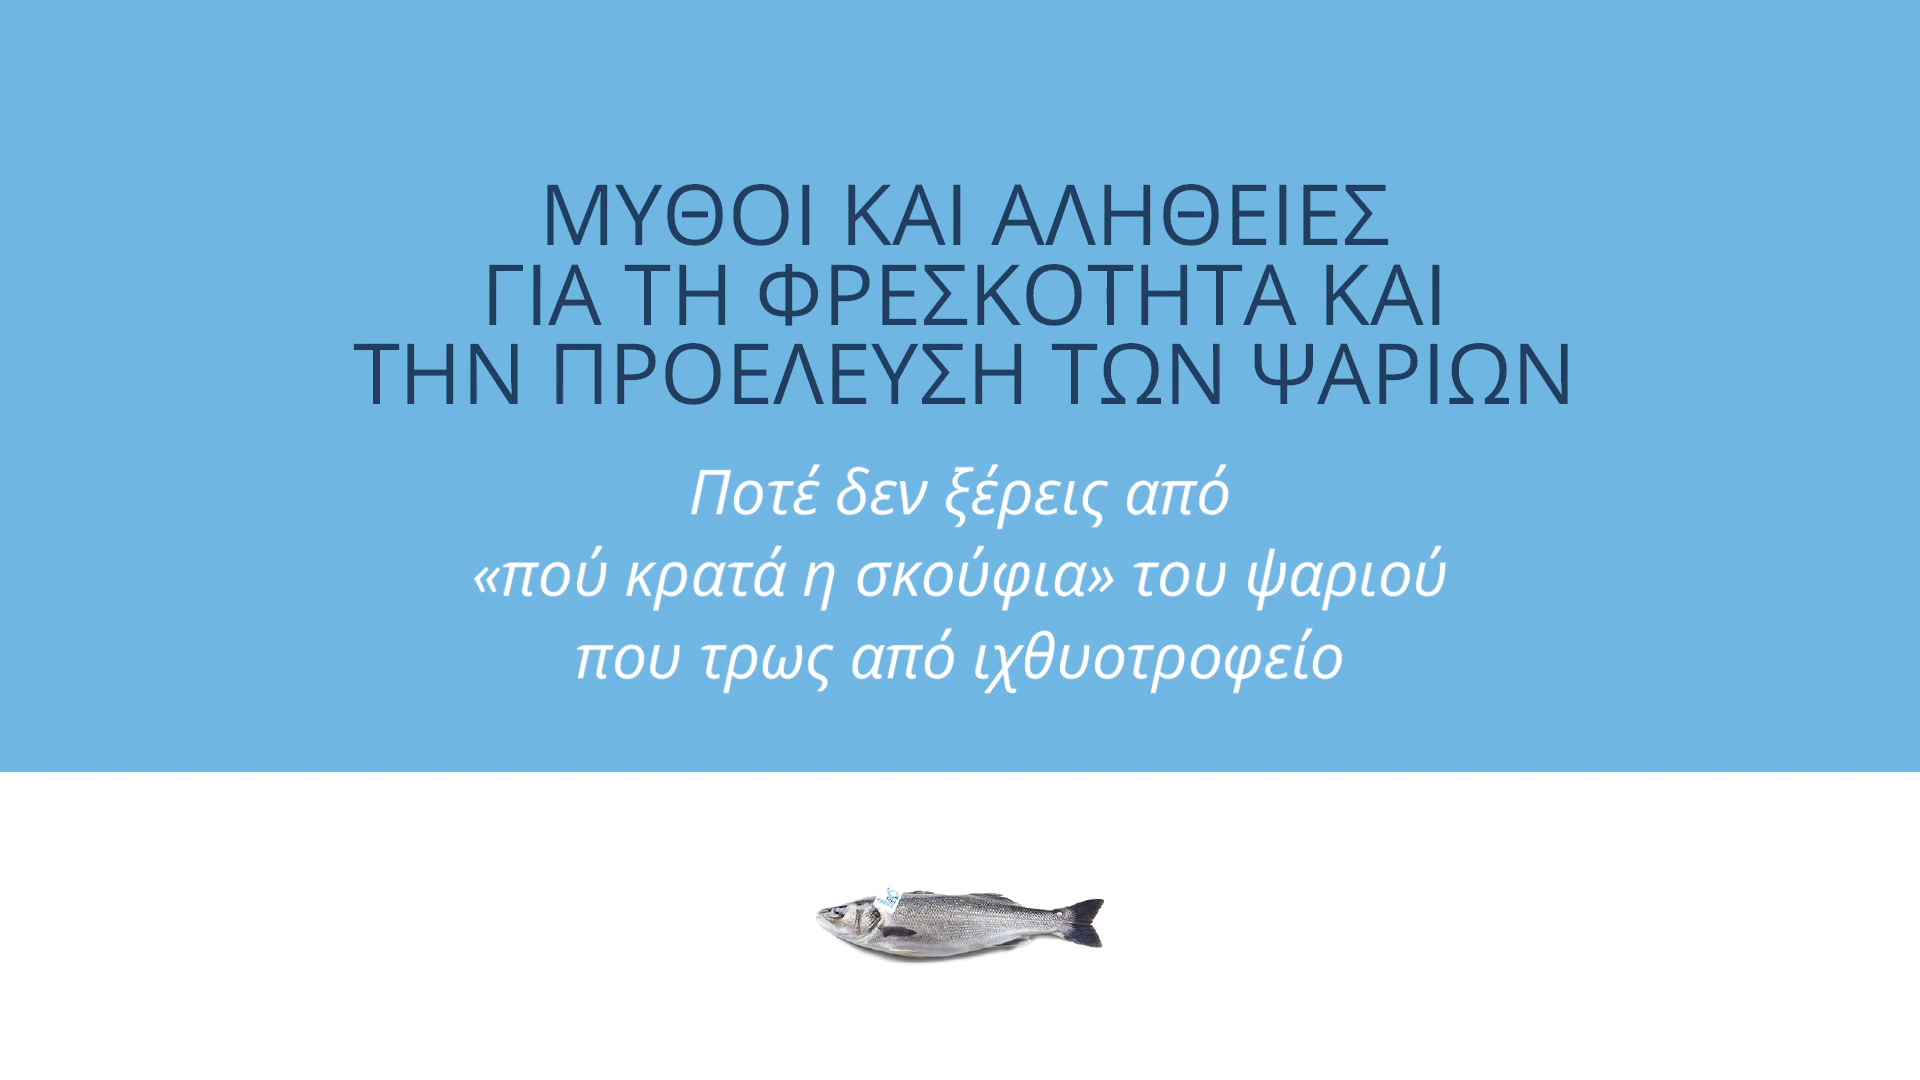 ΜΥΘΟΙ ΚΑΙ ΑΛΗΘΕΙΕΣ
ΓΙΑ ΤΗ ΦΡΕΣΚΟΤΗΤΑ ΚΑΙ
ΤΗΝ ΠΡΟΕΛΕΥΣΗ ΤΩΝ ΨΑΡΙΩΝ
Ποτέ δεν ξέρεις από
«πού κρατά η σκούφια» του ψαριού
που τρως από ιχθυοτροφείο